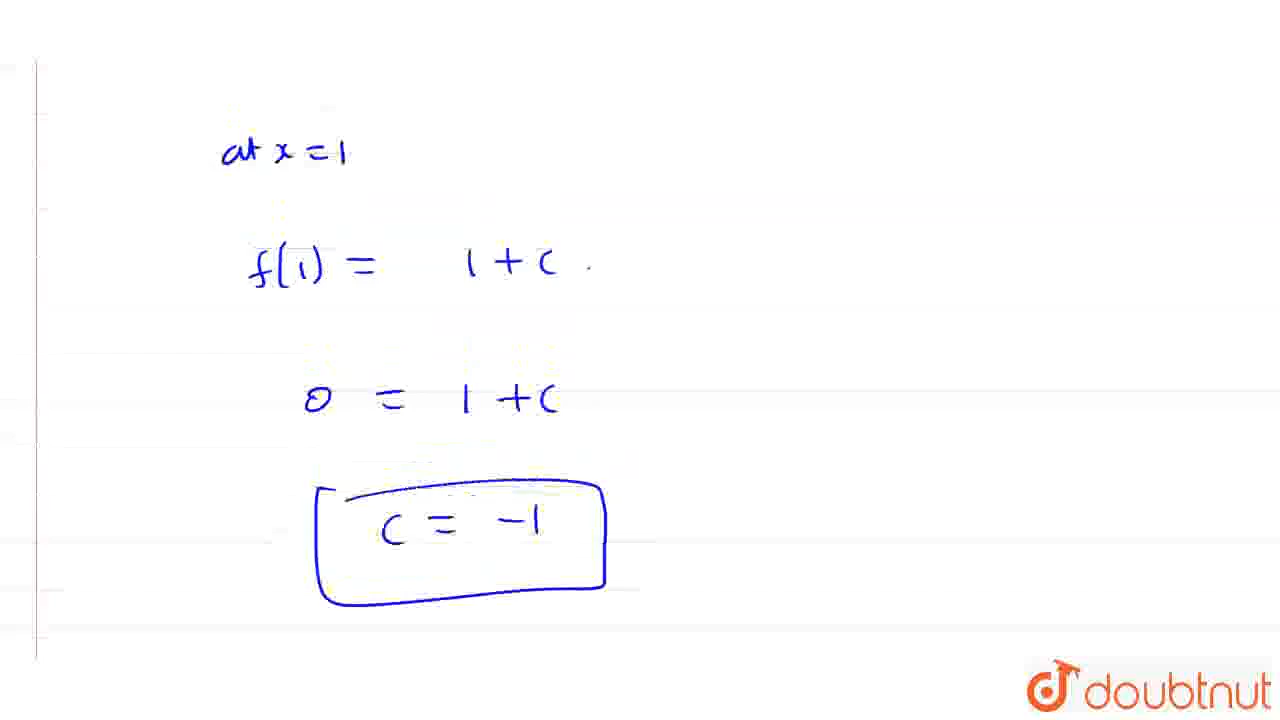 at x = 1
f(1) = 1 + c
0 = 1 + c
c = -1
doubtnut